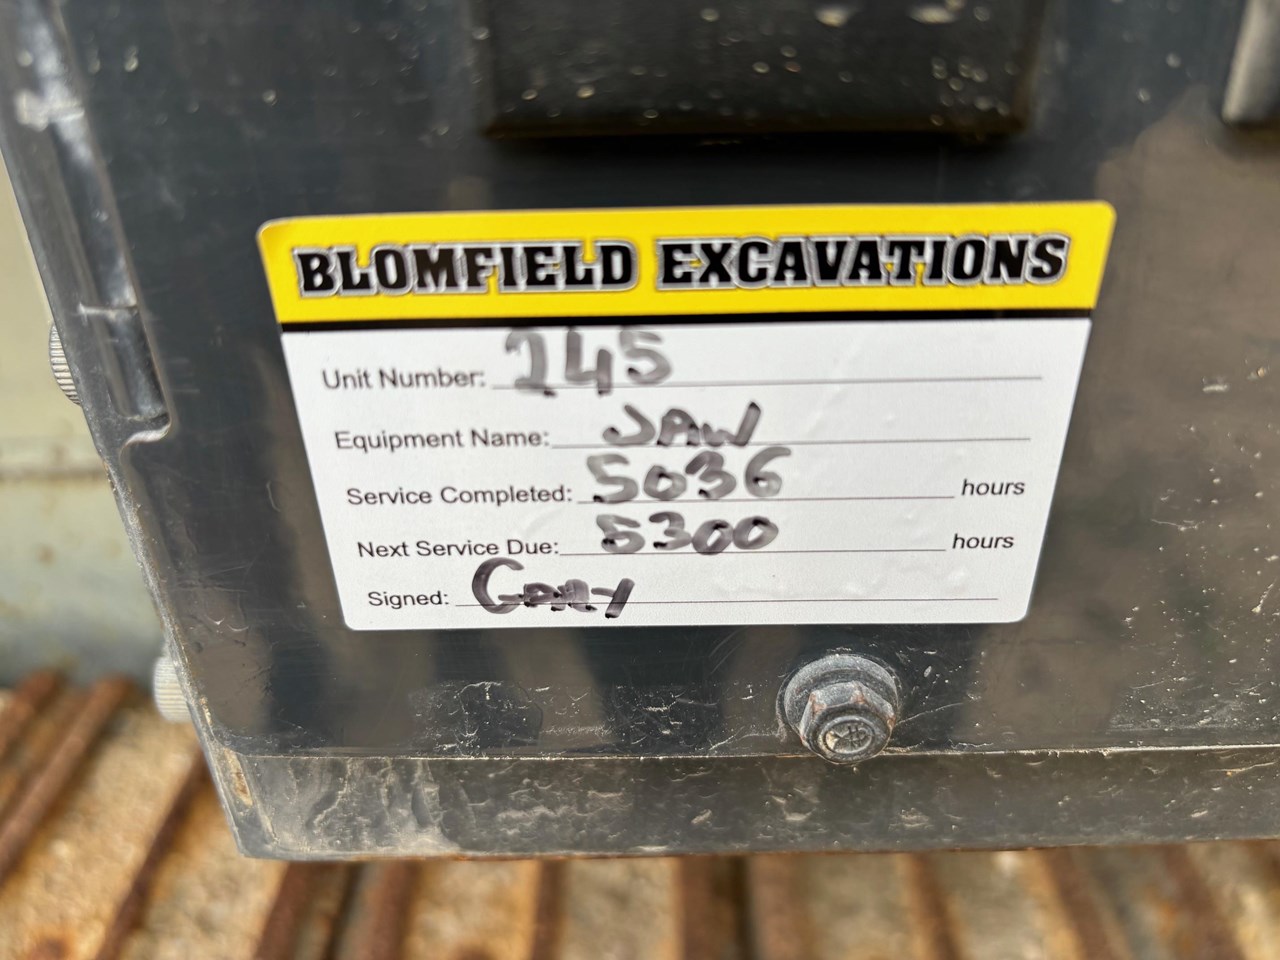 BLOMFIELD EXCAVATIONS
Unit Number: 245
Equipment Name: JAW
Service Completed: 5036 hours
Next Service Due: 5300 hours
Signed: GARY